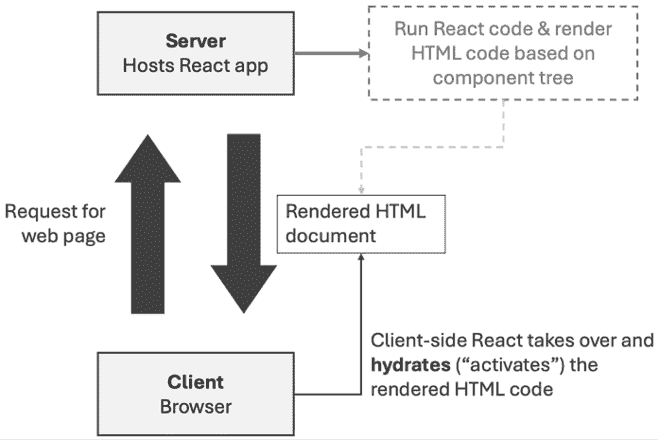 Server
Hosts React app
Run React code & render
HTML code based on
component tree
Request for
web page
Rendered HTML
document
Client-side React takes over and
hydrates (“activates”) the
rendered HTML code
Client
Browser